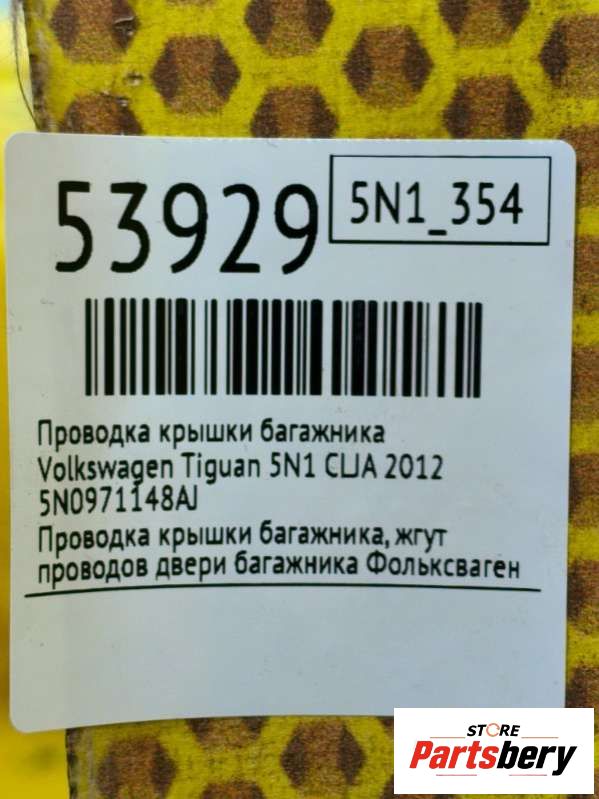 53929
5N1_354
Проводка крышки багажника
Volkswagen Tiguan 5N1 CLJA 2012
5N0971148AJ
Проводка крышки багажника, жгут
проводов двери багажника Фольксваген
STORE
Partsbery